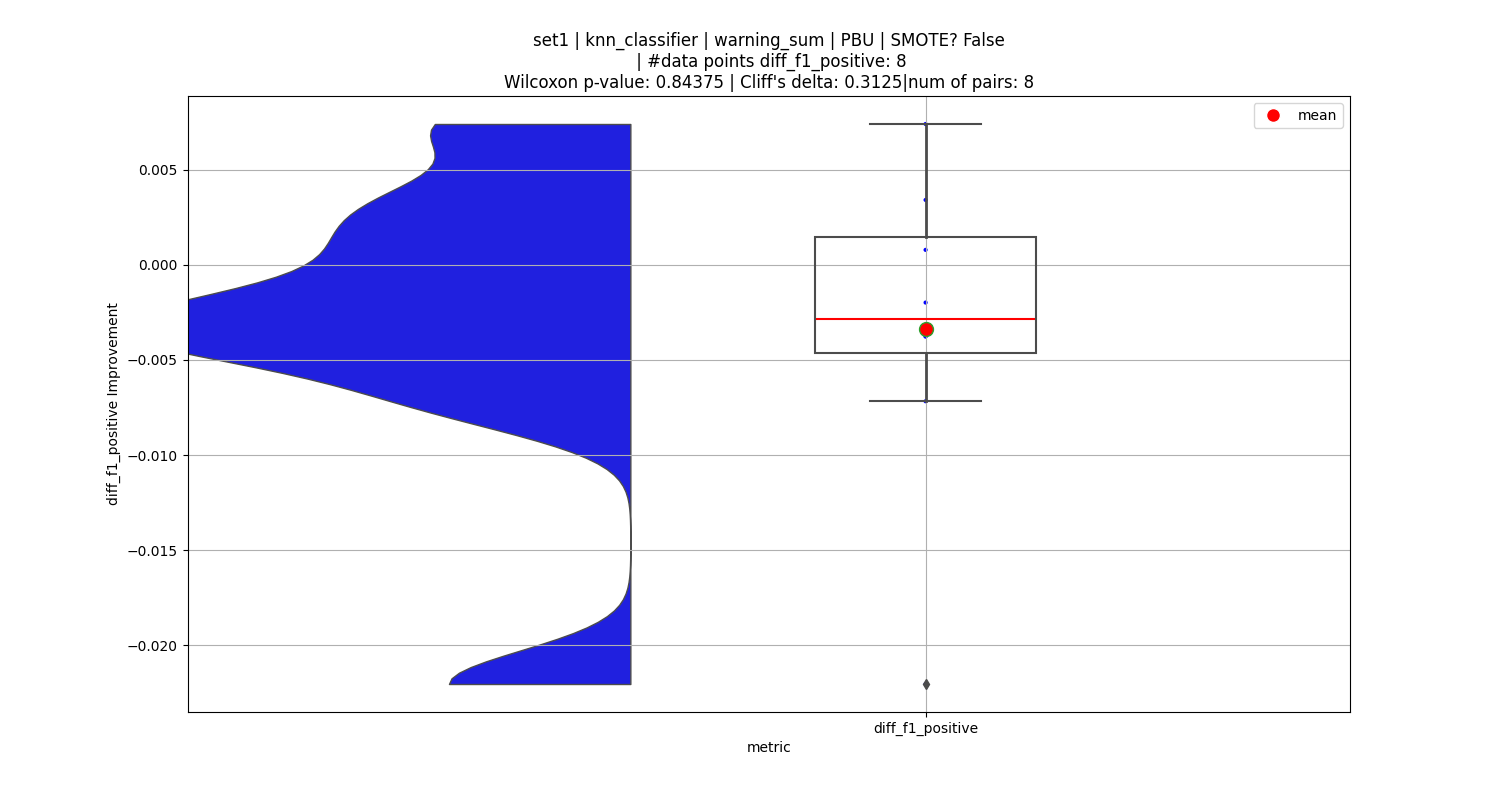 set1 | knn_classifier | warning_sum | PBU | SMOTE? False
| #data points diff_f1_positive: 8
Wilcoxon p-value: 0.84375 | Cliff's delta: 0.3125|num of pairs: 8
mean
0.005
0.000
−0.005
−0.010
−0.015
−0.020
diff_f1_positive Improvement
diff_f1_positive
metric